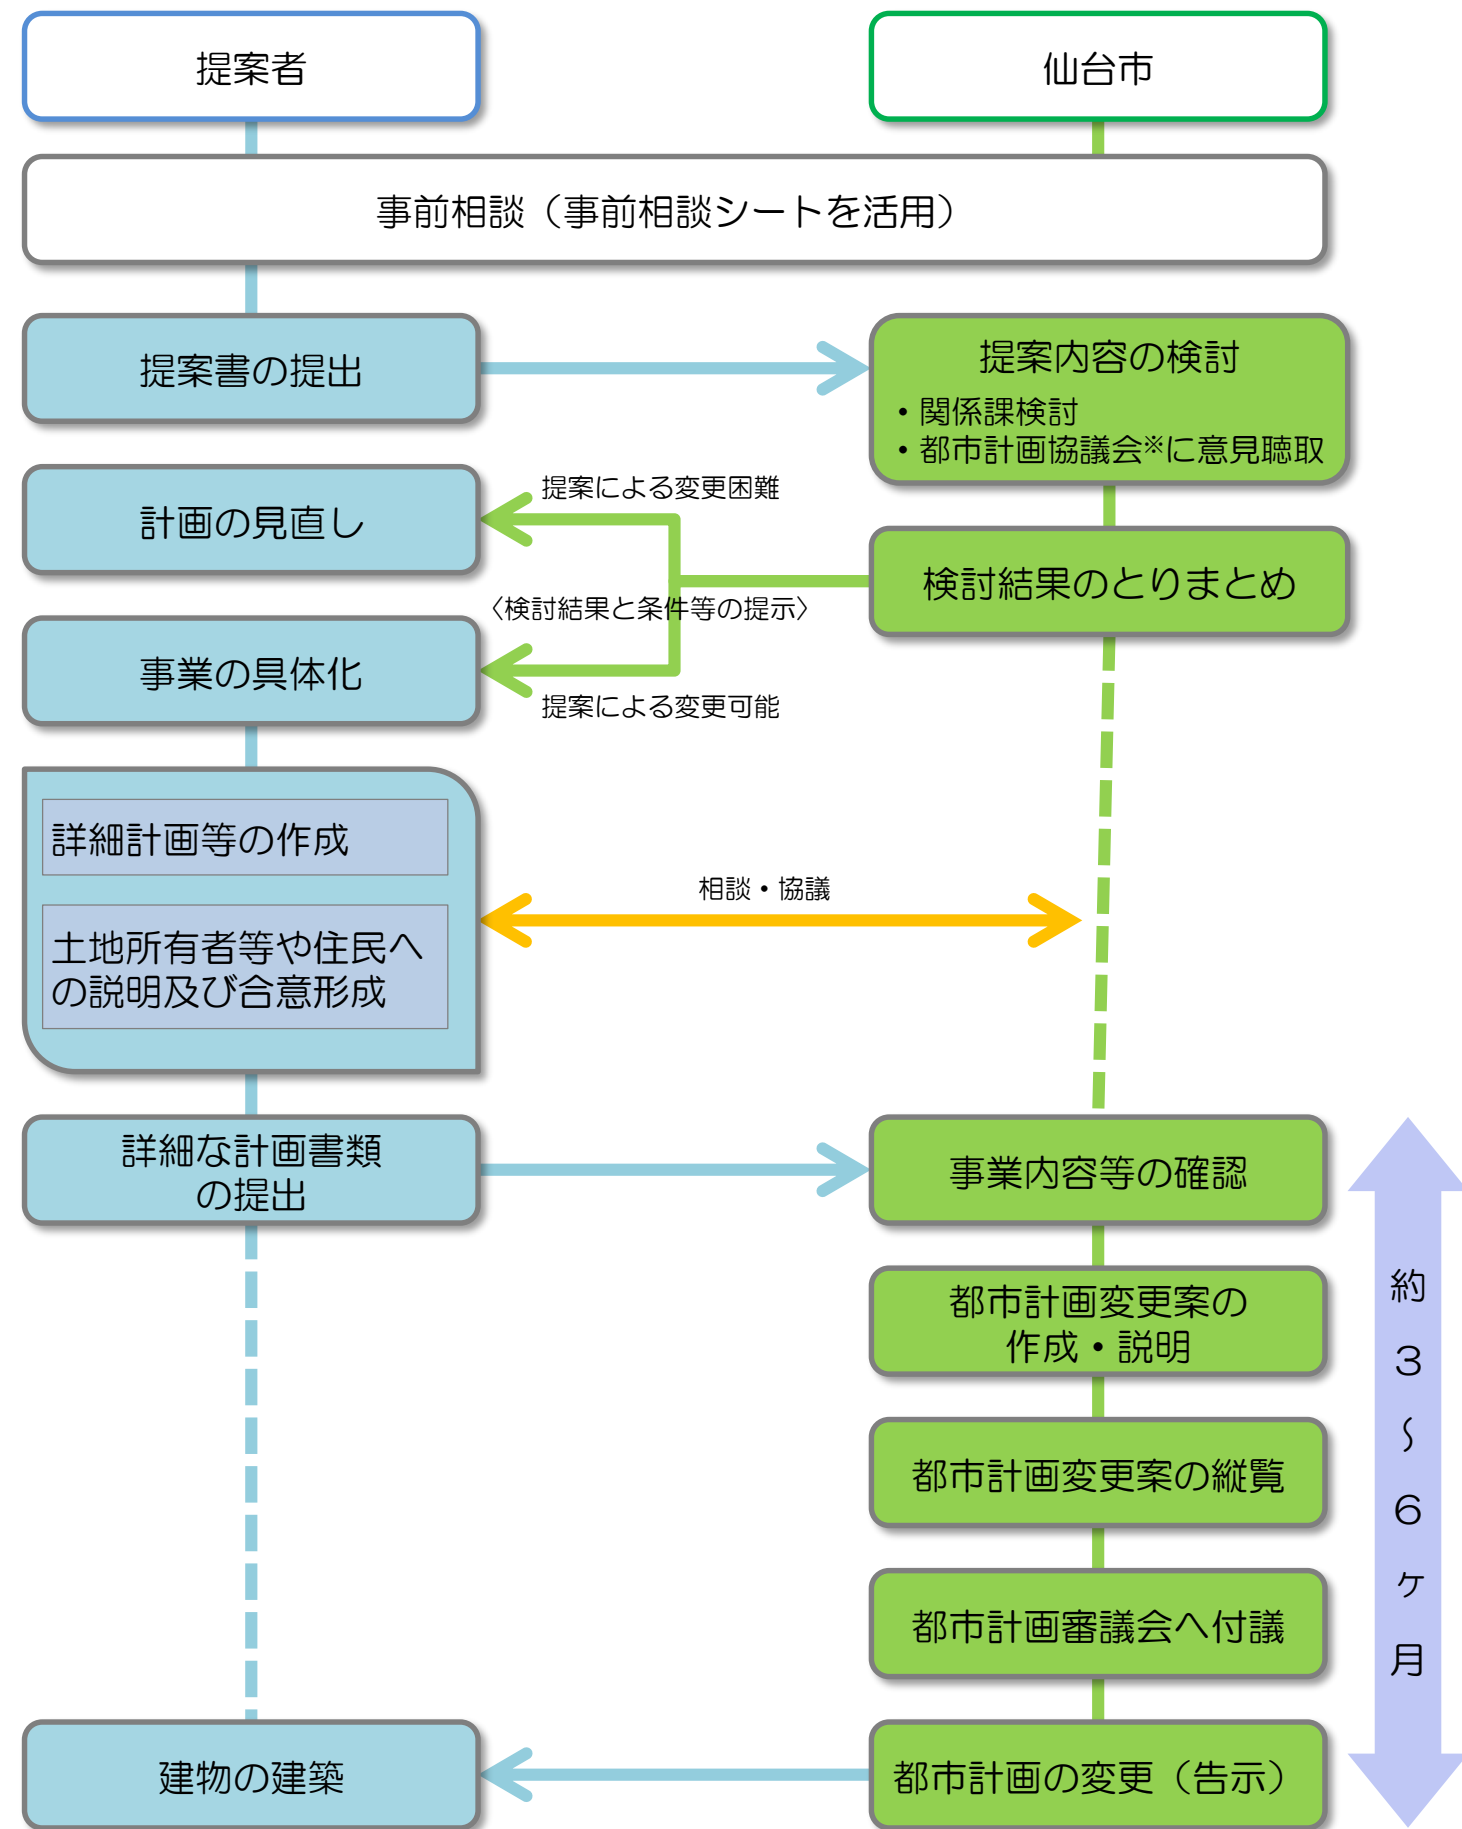 提案者
仙台市
事前相談（事前相談シートを活用）
提案書の提出
提案内容の検討
・関係課検討
・都市計画協議会※に意見聴取
提案による変更困難
計画の見直し
検討結果のとりまとめ
〈検討結果と条件等の提示〉
事業の具体化
提案による変更可能
詳細計画等の作成
相談・協議
土地所有者等や住民へ
の説明及び合意形成
詳細な計画書類
の提出
事業内容等の確認
都市計画変更案の
作成・説明
都市計画変更案の縦覧
都市計画審議会へ付議
建物の建築
都市計画の変更（告示）
約３～６ヶ月